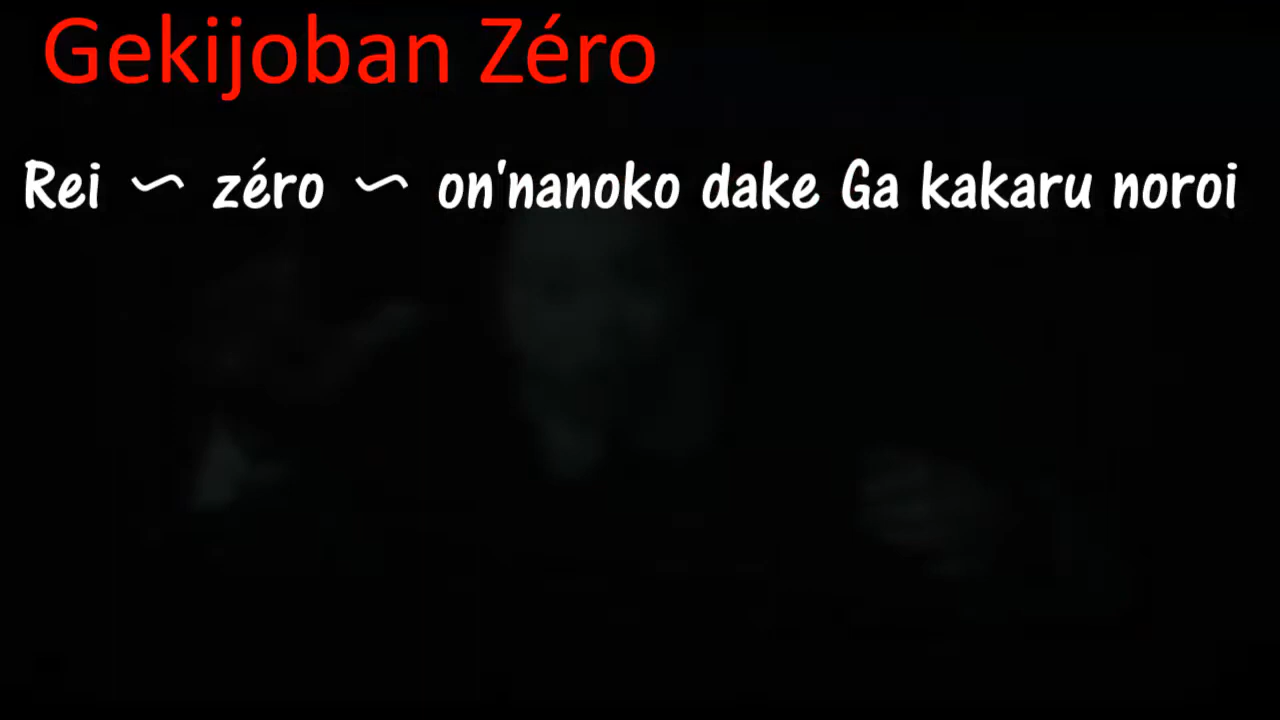 Gekijoban Zéro
Rei ∽ zéro ∽ on'nanoko dake Ga kakaru noroi